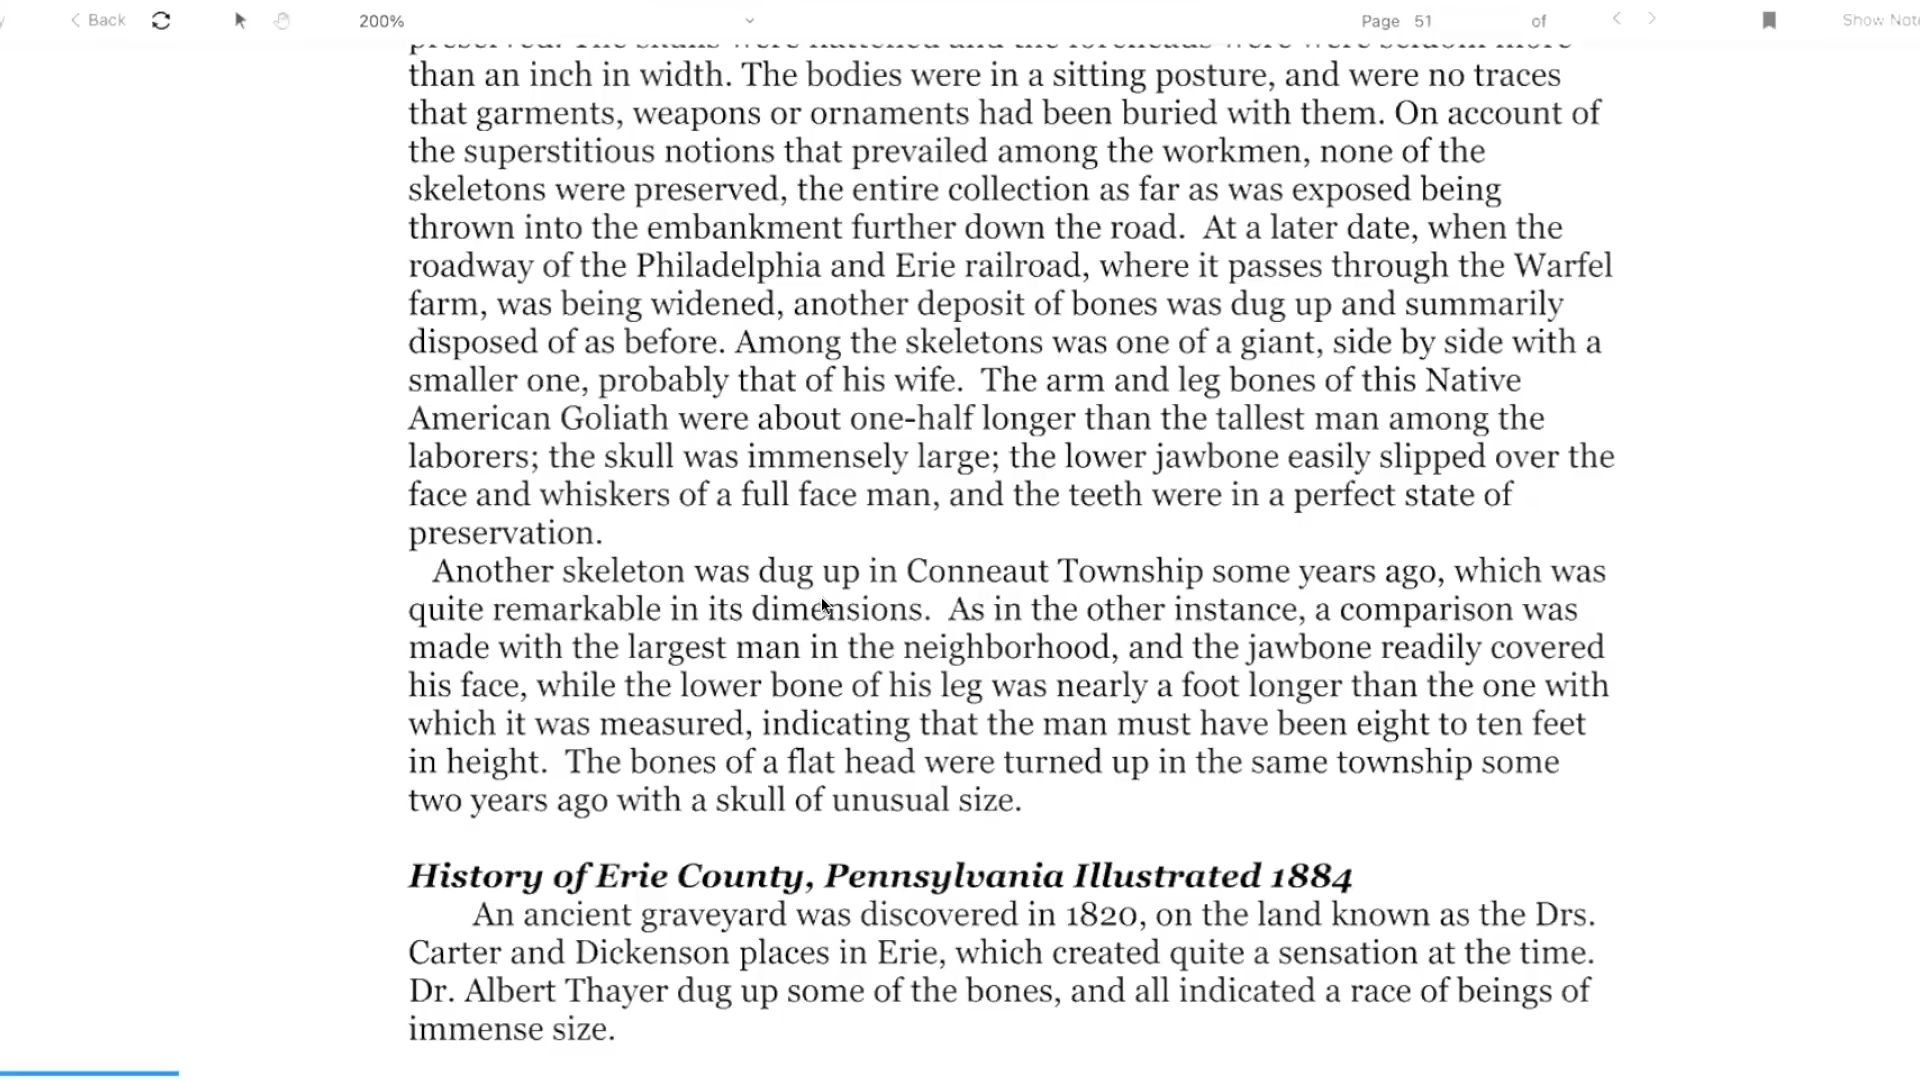 Back
200%
Page 51 of
Show Not
preserved. The skulls were flattened and the foreheads were were seldom more
than an inch in width. The bodies were in a sitting posture, and were no traces
that garments, weapons or ornaments had been buried with them. On account of
the superstitious notions that prevailed among the workmen, none of the
skeletons were preserved, the entire collection as far as was exposed being
thrown into the embankment further down the road. At a later date, when the
roadway of the Philadelphia and Erie railroad, where it passes through the Warfel
farm, was being widened, another deposit of bones was dug up and summarily
disposed of as before. Among the skeletons was one of a giant, side by side with a
smaller one, probably that of his wife. The arm and leg bones of this Native
American Goliath were about one-half longer than the tallest man among the
laborers; the skull was immensely large; the lower jawbone easily slipped over the
face and whiskers of a full face man, and the teeth were in a perfect state of
preservation.
Another skeleton was dug up in Conneaut Township some years ago, which was
quite remarkable in its dimensions. As in the other instance, a comparison was
made with the largest man in the neighborhood, and the jawbone readily covered
his face, while the lower bone of his leg was nearly a foot longer than the one with
which it was measured, indicating that the man must have been eight to ten feet
in height. The bones of a flat head were turned up in the same township some
two years ago with a skull of unusual size.
History of Erie County, Pennsylvania Illustrated 1884
An ancient graveyard was discovered in 1820, on the land known as the Drs.
Carter and Dickenson places in Erie, which created quite a sensation at the time.
Dr. Albert Thayer dug up some of the bones, and all indicated a race of beings of
immense size.